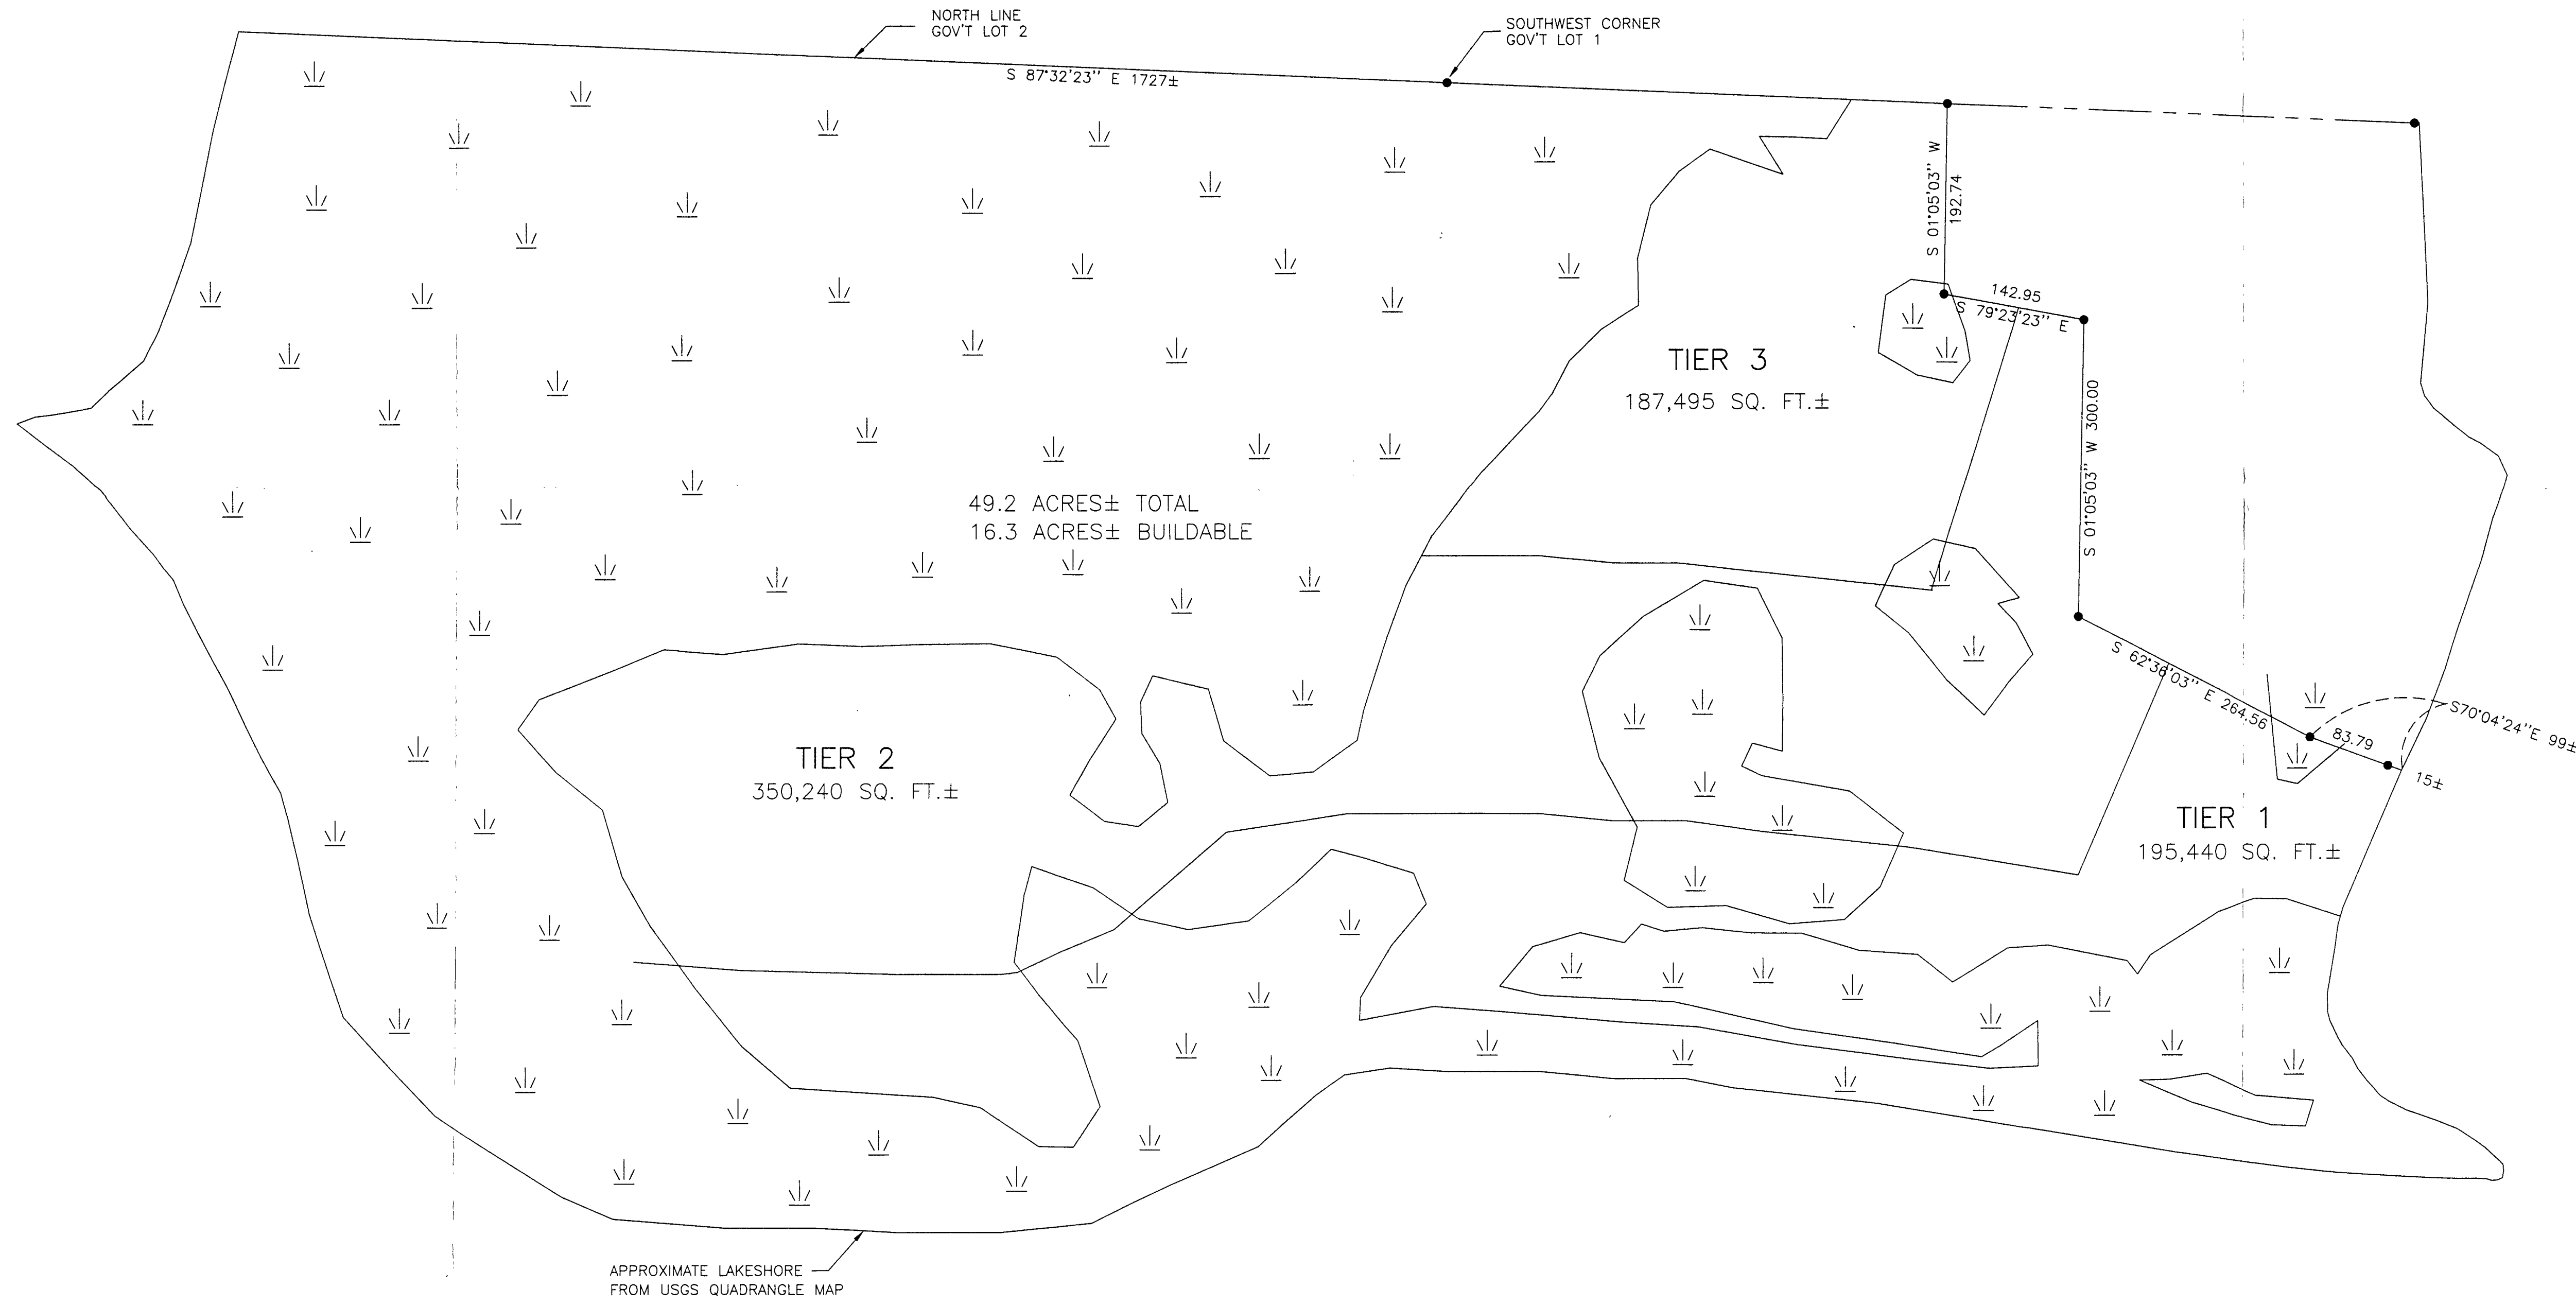 NORTH LINE
GOV'T LOT 2
SOUTHWEST CORNER
GOV'T LOT 1
S 87°32'23" E 1727±
S 01°05'03" W
192.74
142.95
S 79°23'23" E
TIER 3
187,495 SQ. FT.±
S 01°05'03" W 300.00
49.2 ACRES± TOTAL
16.3 ACRES± BUILDABLE
S 62°36'03" E 264.56
S70°04'24"E 99±
83.79
15±
TIER 2
350,240 SQ. FT.±
TIER 1
195,440 SQ. FT.±
APPROXIMATE LAKESHORE
FROM USGS QUADRANGLE MAP